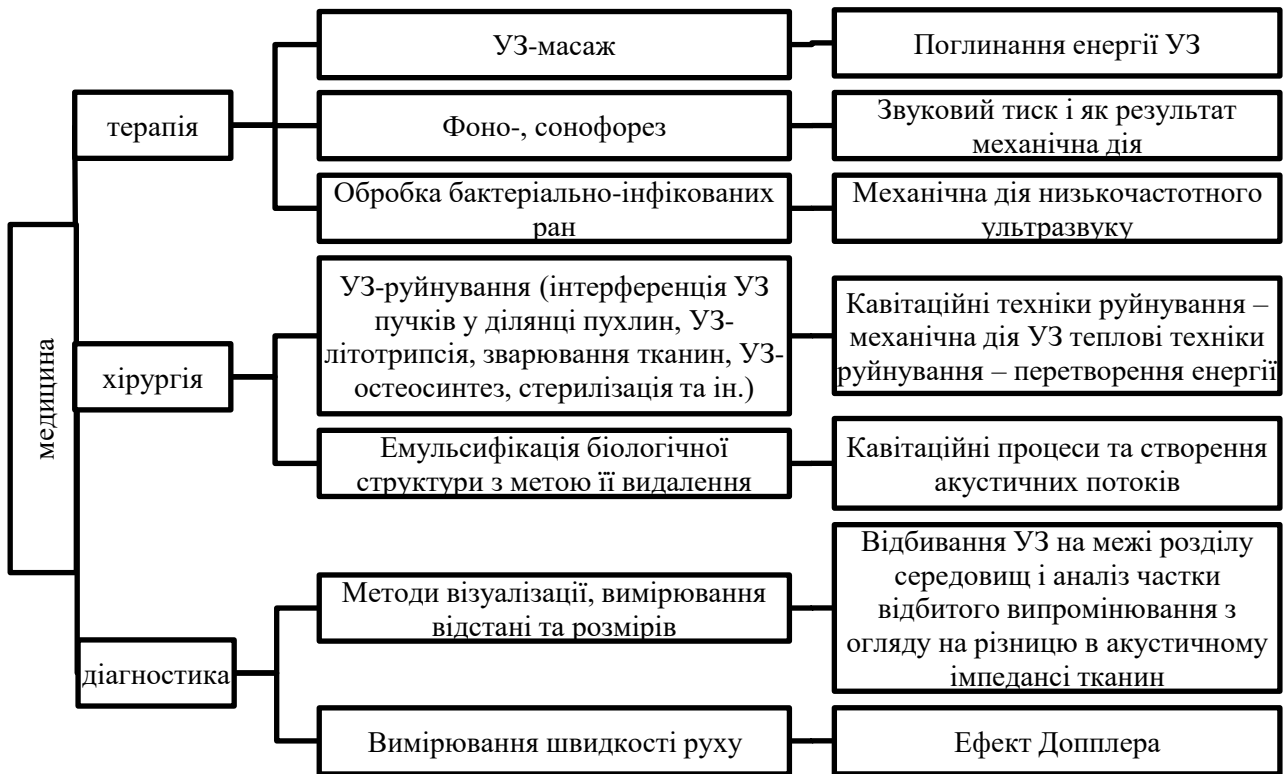 медицина
терапія
УЗ-масаж
Поглинання енергії УЗ
Фоно-, сонофорез
Звуковий тиск і як результат
механічна дія
Обробка бактеріально-інфікованих
ран
Механічна дія низькочастотного
ультразвуку
хірургія
УЗ-руйнування (інтерференція УЗ
пучків у ділянці пухлин, УЗ-
літотрипсія, зварювання тканин, УЗ-
остеосинтез, стерилізація та ін.)
Кавітаційні техніки руйнування –
механічна дія УЗ теплові техніки
руйнування – перетворення енергії
Емульсифікація біологічної
структури з метою її видалення
Кавітаційні процеси та створення
акустичних потоків
діагностика
Методи візуалізації, вимірювання
відстані та розмірів
Відбивання УЗ на межі розділу
середовищ і аналіз частки
відбитого випромінювання з
огляду на різницю в акустичному
імпедансі тканин
Вимірювання швидкості руху
Ефект Допплера